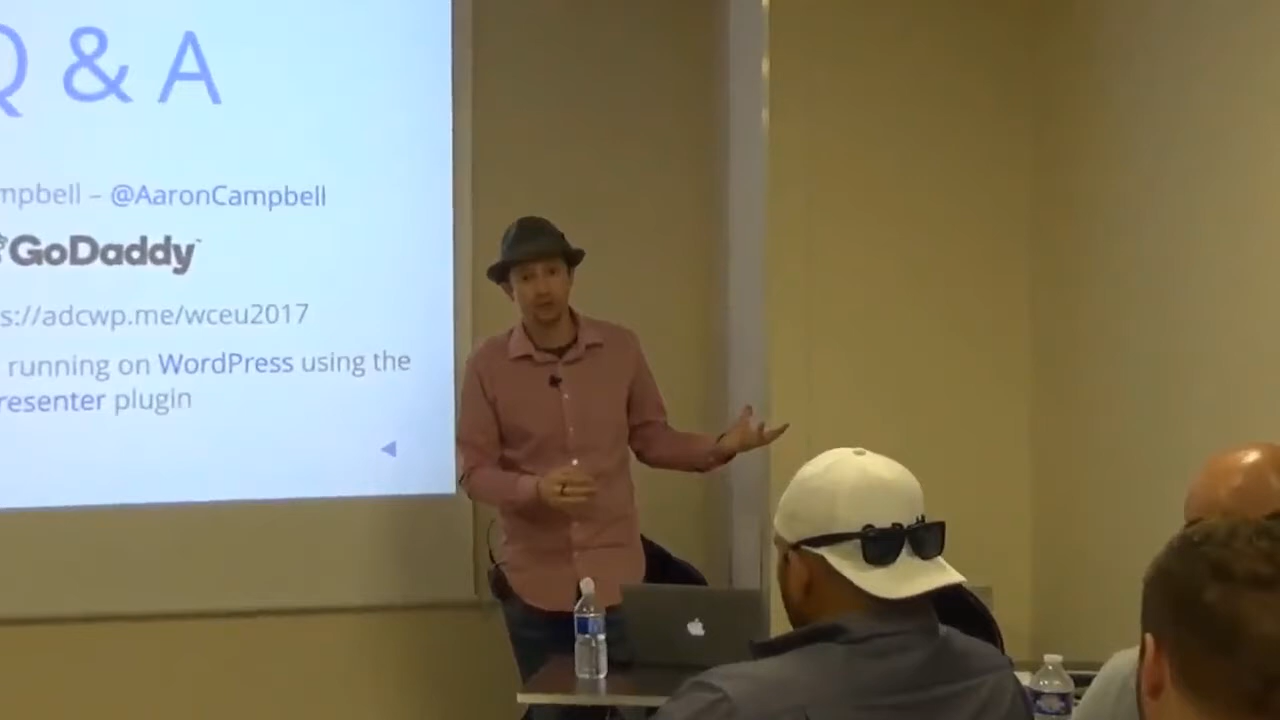 Q & A
mpbell – @AaronCampbell
GoDaddy
s://adcwp.me/wceu2017
running on WordPress using the
resenter plugin